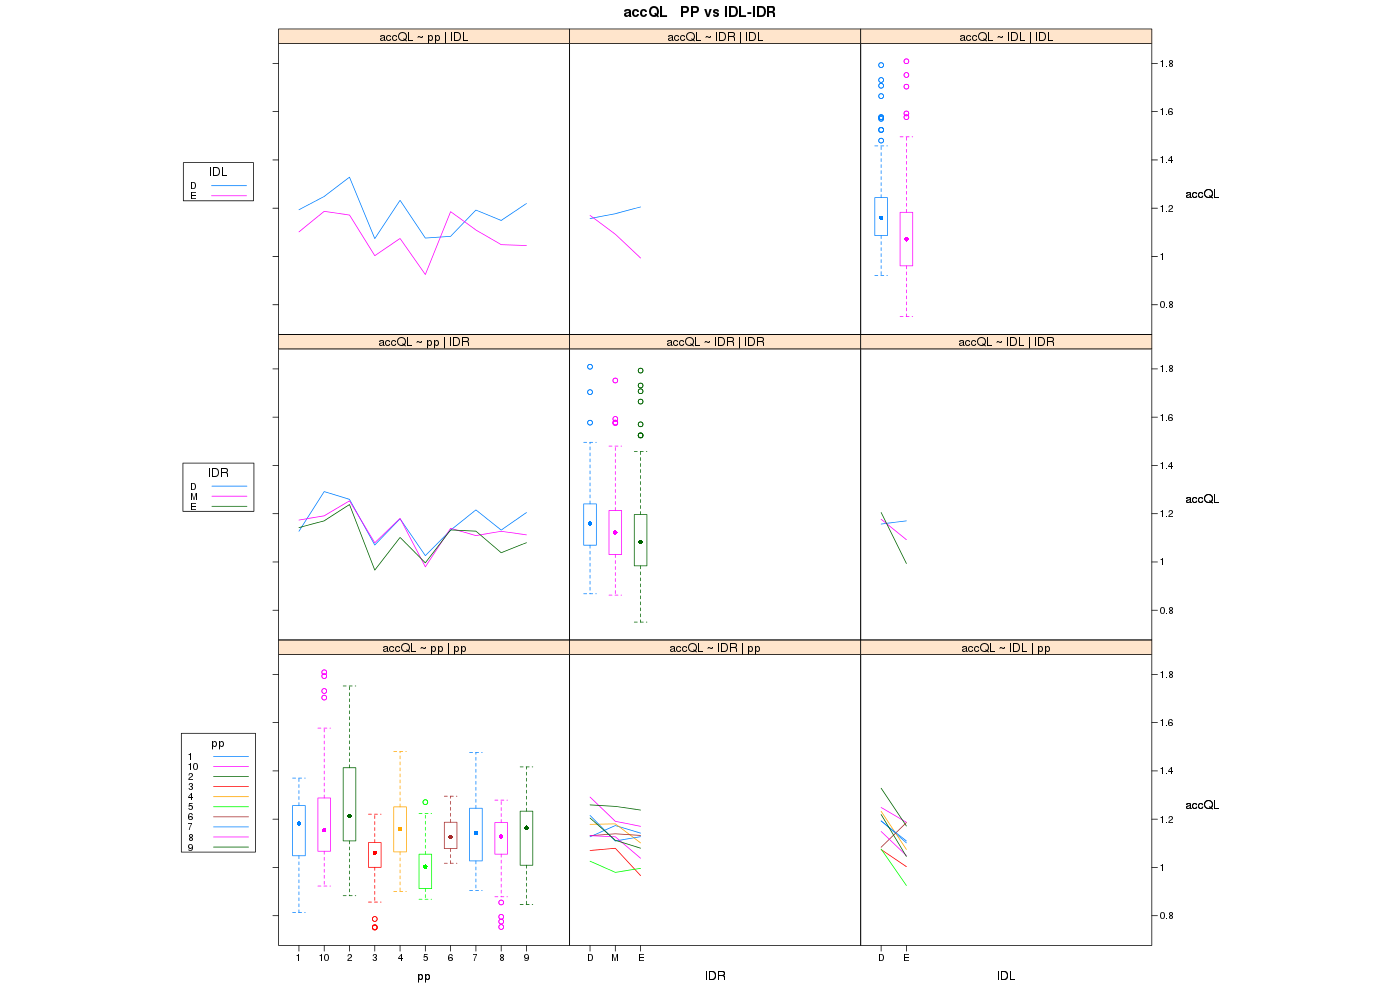 accQL   PP vs IDL-IDR
accQL ~ pp | IDL
accQL ~ IDR | IDL
accQL ~ IDL | IDL
1.8
1.6
1.4
1.2
1
0.8
accQL
IDL
D
E
accQL ~ pp | IDR
accQL ~ IDR | IDR
accQL ~ IDL | IDR
1.8
1.6
1.4
1.2
1
0.8
accQL
IDR
D
M
E
accQL ~ pp | pp
accQL ~ IDR | pp
accQL ~ IDL | pp
1.8
1.6
1.4
1.2
1
0.8
accQL
pp
1
10
2
3
4
5
6
7
8
9
1 10 2 3 4 5 6 7 8 9
D M E
D E
pp
IDR
IDL